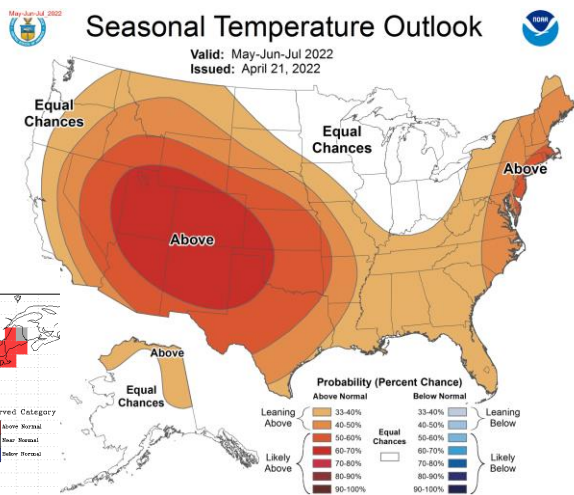 May-Jun-Jul 2022
Seasonal Temperature Outlook
NOAA
Valid: May-Jun-Jul 2022
Issued: April 21, 2022
Equal
Chances
Equal
Chances
Above
Above
Above
Equal
Chances
rved Category
Above Normal
Near Normal
Below Normal
Probability (Percent Chance)
Above Normal
Below Normal
Leaning
Above
33-40%
40-50%
50-60%
60-70%
70-80%
80-90%
90-100%
Likely
Above
Equal
Chances
33-40%
40-50%
50-60%
60-70%
70-80%
80-90%
90-100%
Leaning
Below
Likely
Below